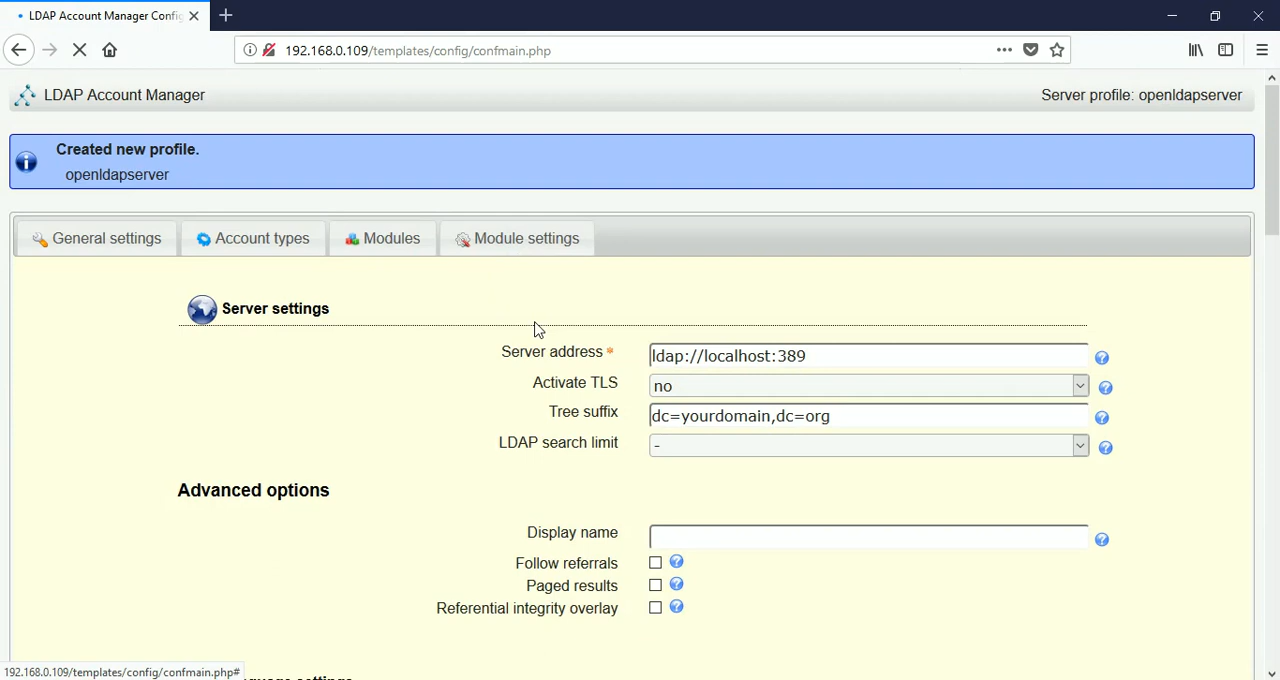 LDAP Account Manager Config
192.168.0.109/templates/config/confmain.php
LDAP Account Manager
Server profile: openldapserver
Created new profile.
openldapserver
General settings
Account types
Modules
Module settings
Server settings
Server address *
ldap://localhost:389
Activate TLS
no
Tree suffix
dc=yourdomain,dc=org
LDAP search limit
-
Advanced options
Display name
Follow referrals
Paged results
Referential integrity overlay
192.168.0.109/templates/config/confmain.php#
settings